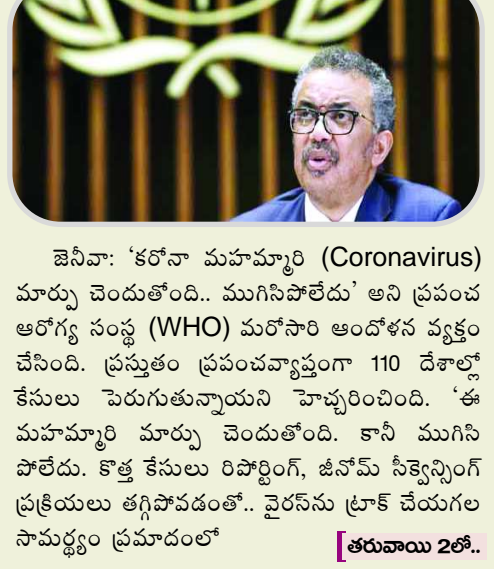 జెనీవా: ‘కరోనా మహమ్మారి (Coronavirus)
మార్పు చెందుతోంది.. ముగిసిపోలేదు’ అని ప్రపంచ
ఆరోగ్య సంస్థ (WHO) మరోసారి ఆందోళన వ్యక్తం
చేసింది. ప్రస్తుతం ప్రపంచవ్యాప్తంగా 110 దేశాల్లో
కేసులు పెరుగుతున్నాయని హెచ్చరించింది. ‘ఈ
మహమ్మారి మార్పు చెందుతోంది. కానీ ముగిసి
పోలేదు. కొత్త కేసులు రిపోర్టింగ్, జీనోమ్ సీక్వెన్సింగ్
ప్రక్రియలు తగ్గిపోవడంతో.. వైరస్‌ను ట్రాక్ చేయగల
సామర్థ్యం ప్రమాదంలో
తరువాయి 2లో..